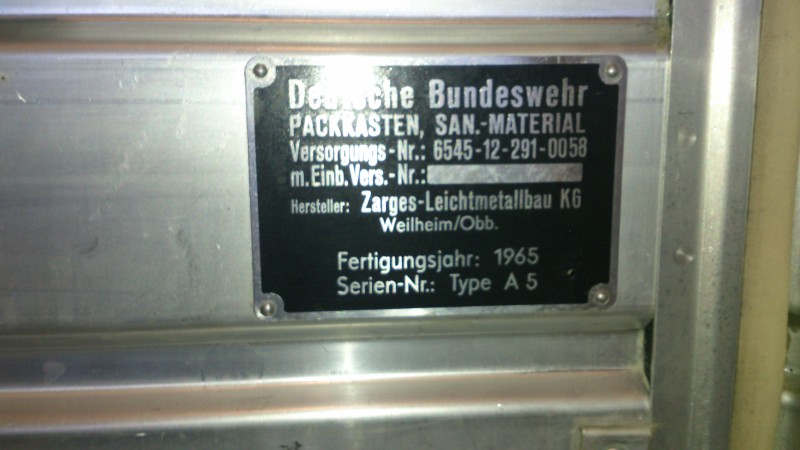 Deutsche Bundeswehr
PACKKASTEN, SAN.-MATERIAL
Versorgungs-Nr.: 6545-12-291-0058
m. Einb. Vers.-Nr.:
Hersteller: Zarges-Leichtmetallbau KG
Weilheim/Obb.
Fertigungsjahr: 1965
Serien-Nr.: Type A 5